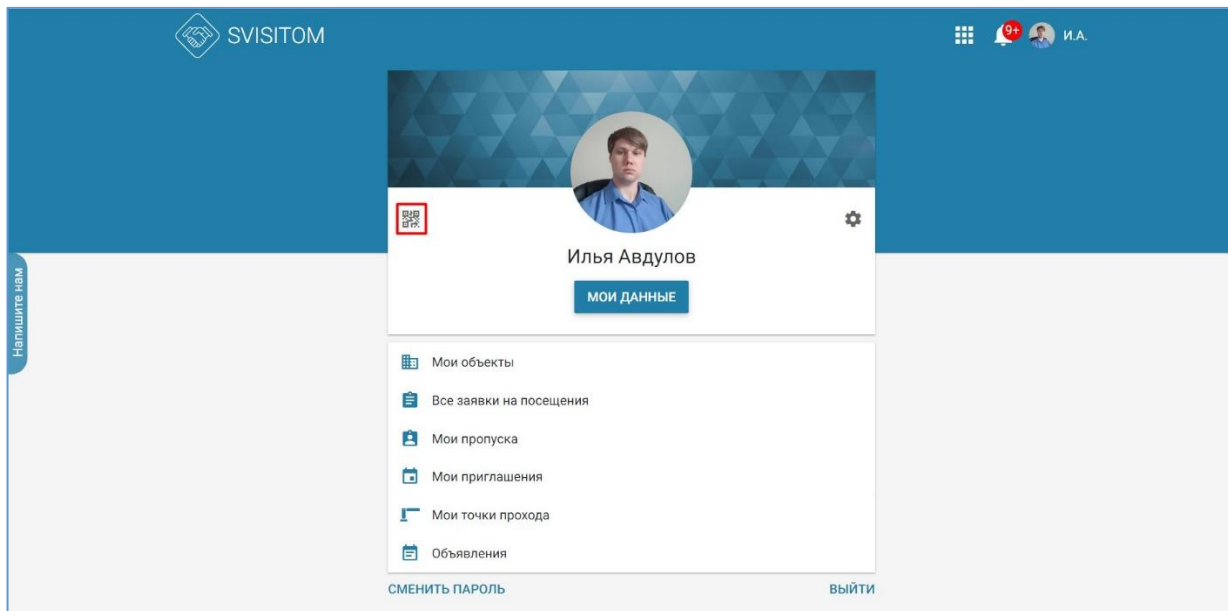 SVISITOM
9+
И.А.
Илья Авдулов
МОИ ДАННЫЕ
Напишите нам
Мои объекты
Все заявки на посещения
Мои пропуска
Мои приглашения
Мои точки прохода
Объявления
СМЕНИТЬ ПАРОЛЬ
ВЫЙТИ